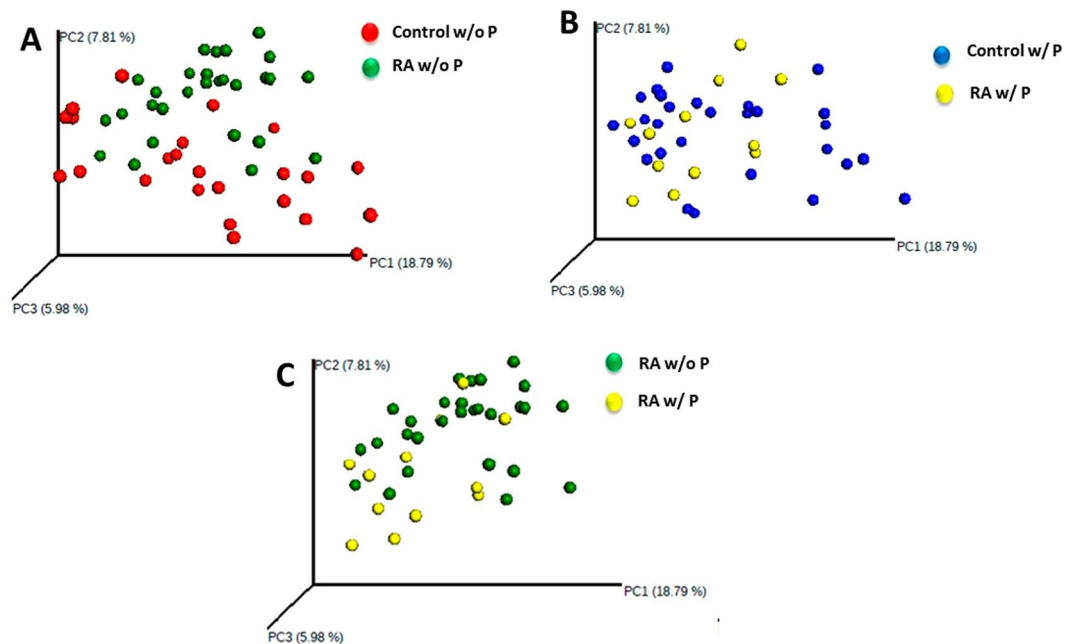 A
PC2 (7.81 %)
Control w/o P
RA w/o P
PC1 (18.79 %)
PC3 (5.98 %)
B
PC2 (7.81 %)
Control w/ P
RA w/ P
PC1 (18.79 %)
PC3 (5.98 %)
C
PC2 (7.81 %)
RA w/o P
RA w/ P
PC1 (18.79 %)
PC3 (5.98 %)